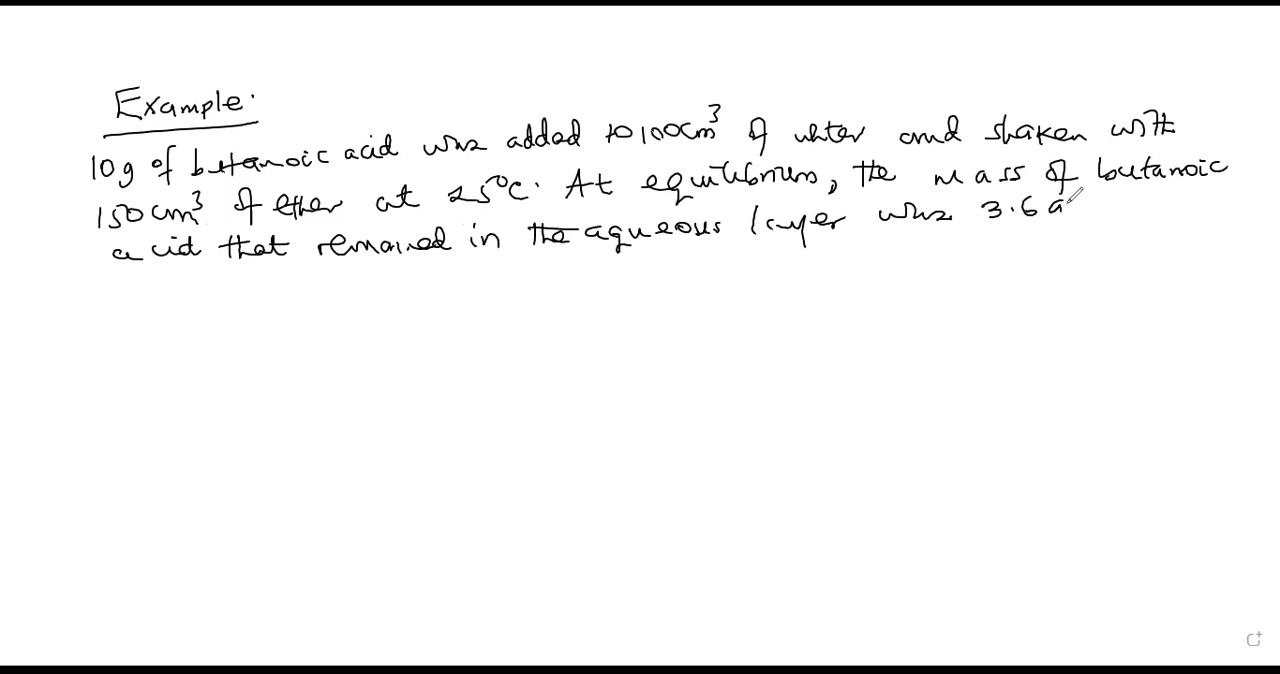 Example.
10g of butanoic acid was added to 100cm³ of water and shaken with
150cm³ of ether at 25°C. At equilibrium, the mass of butanoic
acid that remained in the aqueous layer was 3.6